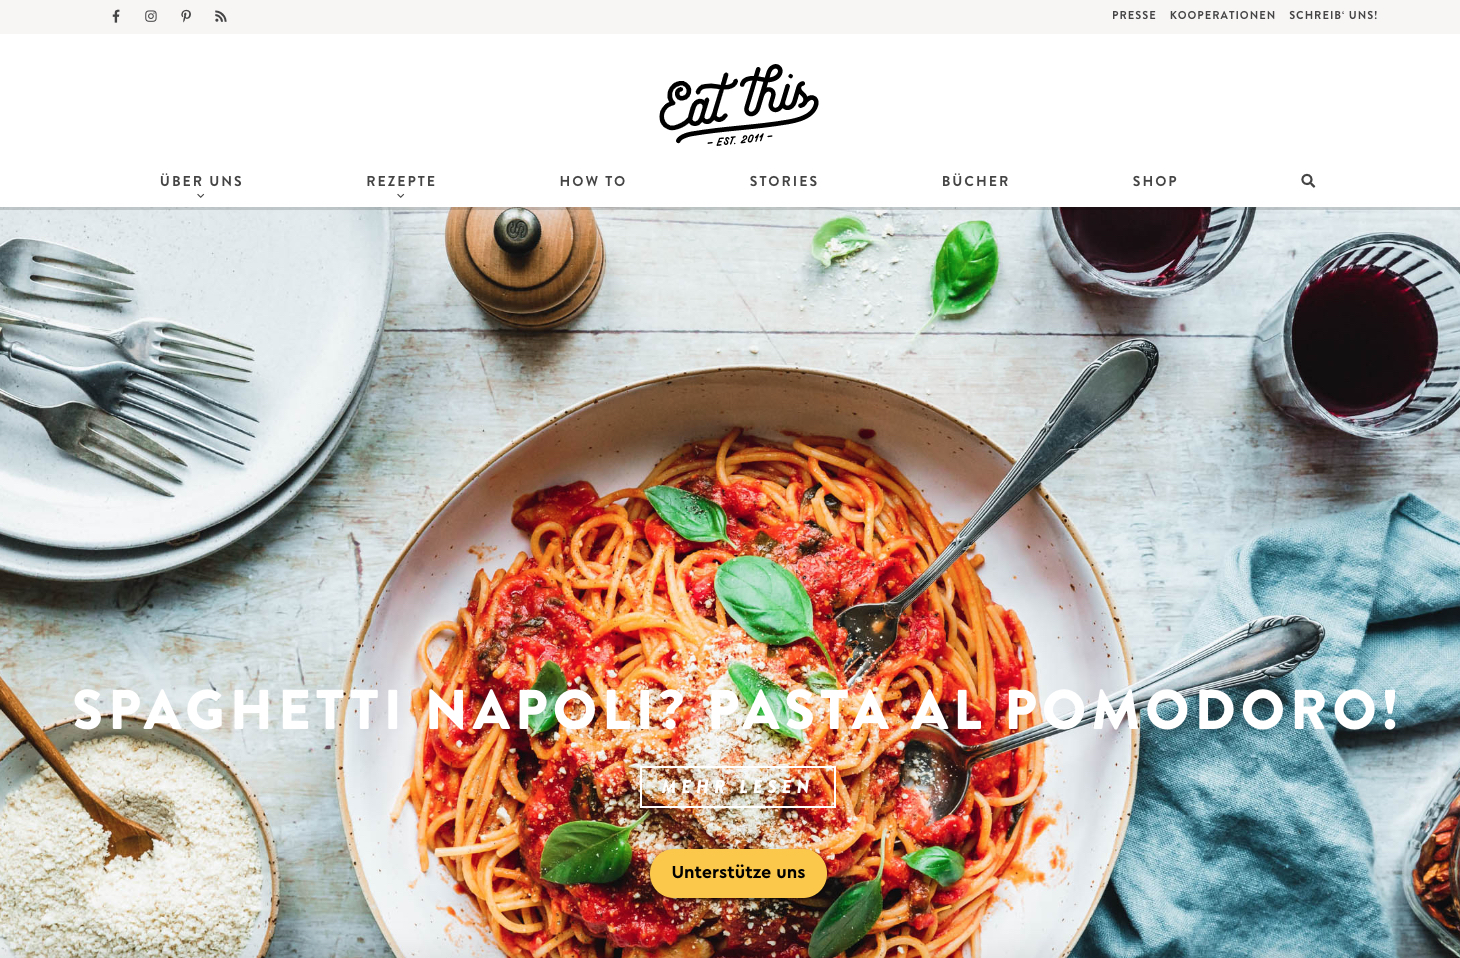 PRESSE KOOPERATIONEN SCHREIB' UNS!
Eat this
– EST. 2011 –
ÜBER UNS REZEPTE HOW TO STORIES BÜCHER SHOP
SPAGHETTI NAPOLI? PASTA AL POMODORO!
MEHR LESEN
Unterstütze uns